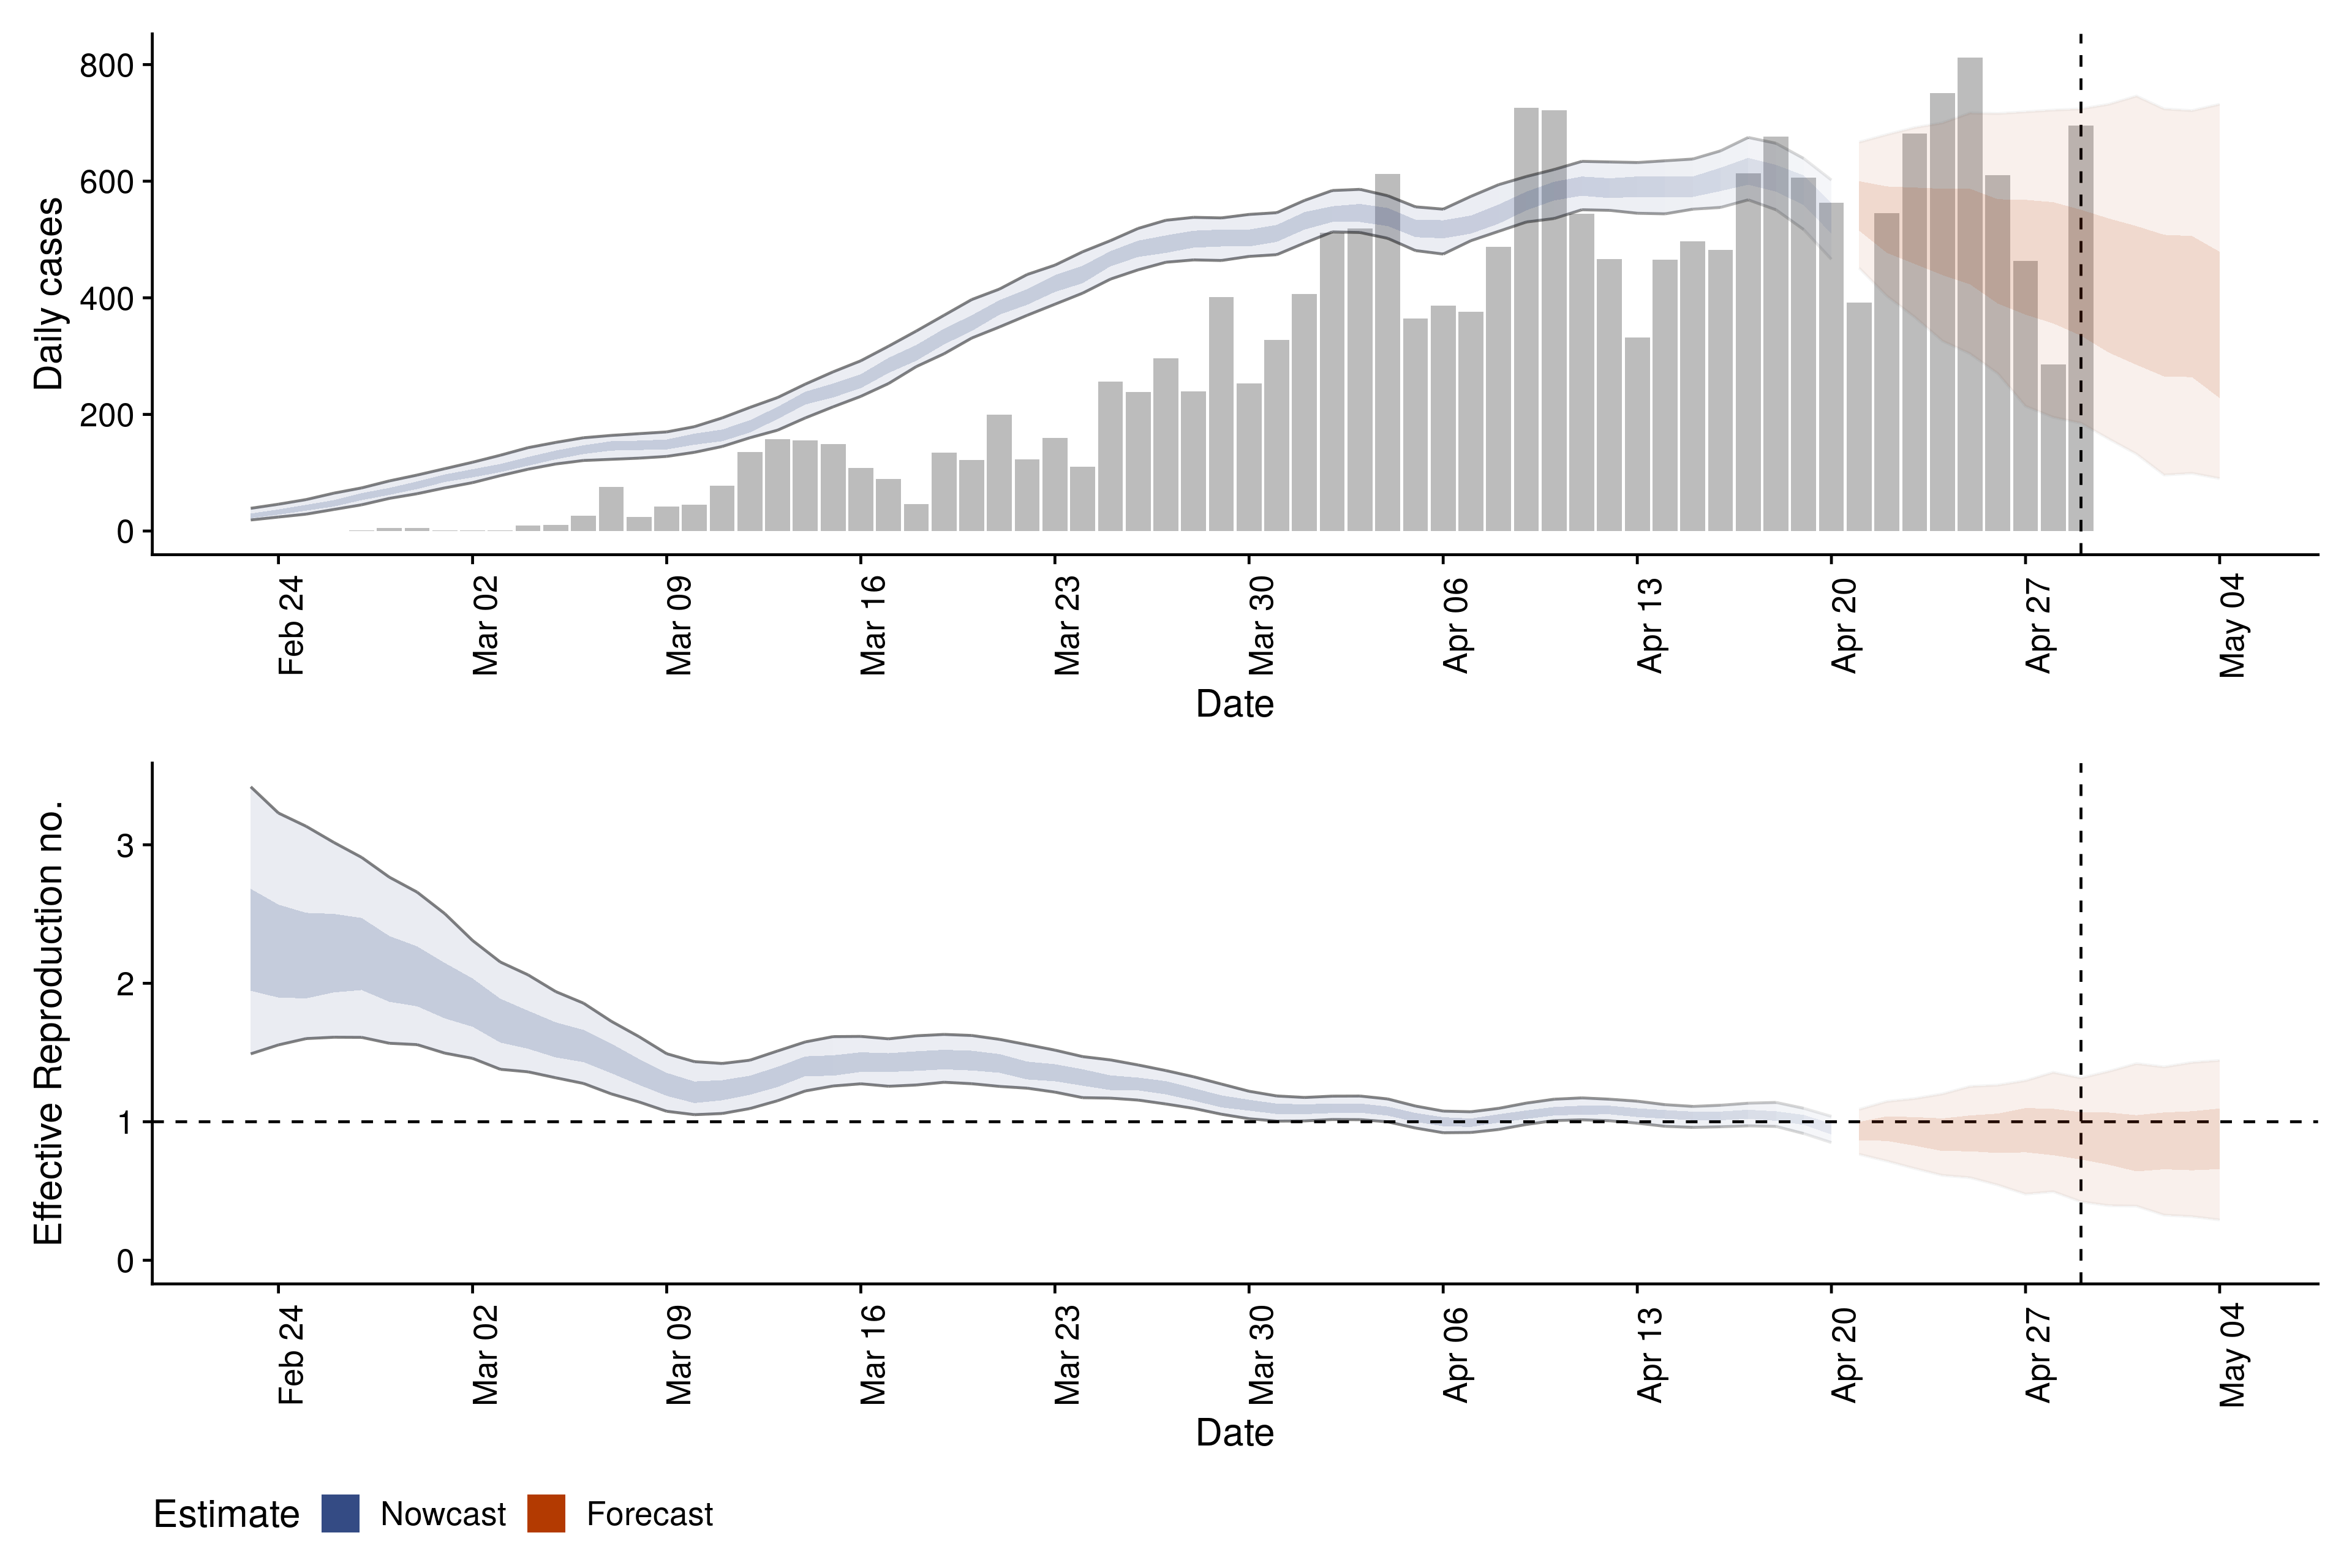 Daily cases
800
600
400
200
0
Feb 24
Mar 02
Mar 09
Mar 16
Mar 23
Mar 30
Apr 06
Apr 13
Apr 20
Apr 27
May 04
Date
Effective Reproduction no.
3
2
1
0
Feb 24
Mar 02
Mar 09
Mar 16
Mar 23
Mar 30
Apr 06
Apr 13
Apr 20
Apr 27
May 04
Date
Estimate Nowcast Forecast